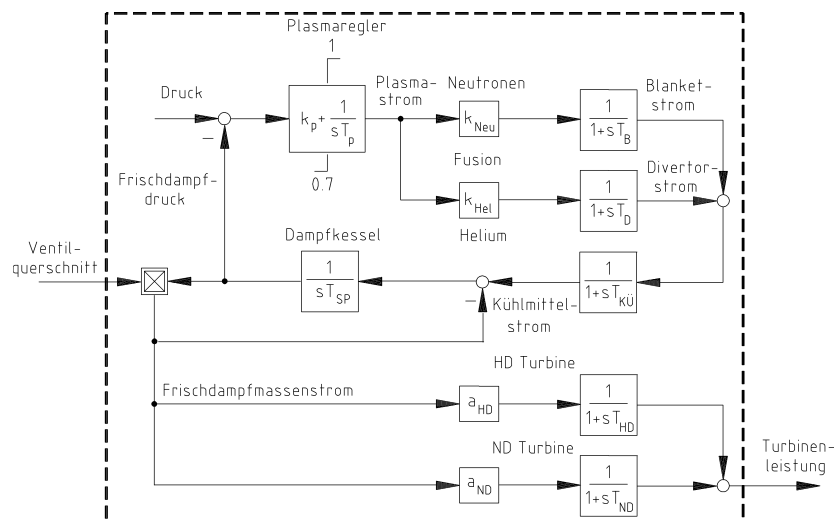 Plasmaregler
1
Druck
Plasma-
strom
Neutronen
Blanket-
strom
k_p + 1/sT_p
k_Neu
1/1+sT_B
−
0.7
Fusion
Divertor-
strom
Frischdampf-
druck
k_Hel
1/1+sT_D
Helium
Ventil-
querschnitt
Dampfkessel
1/sT_SP
−
Kühlmittel-
strom
1/1+sT_KÜ
HD Turbine
Frischdampfmassenstrom
a_HD
1/1+sT_HD
ND Turbine
Turbinen-
leistung
a_ND
1/1+sT_ND